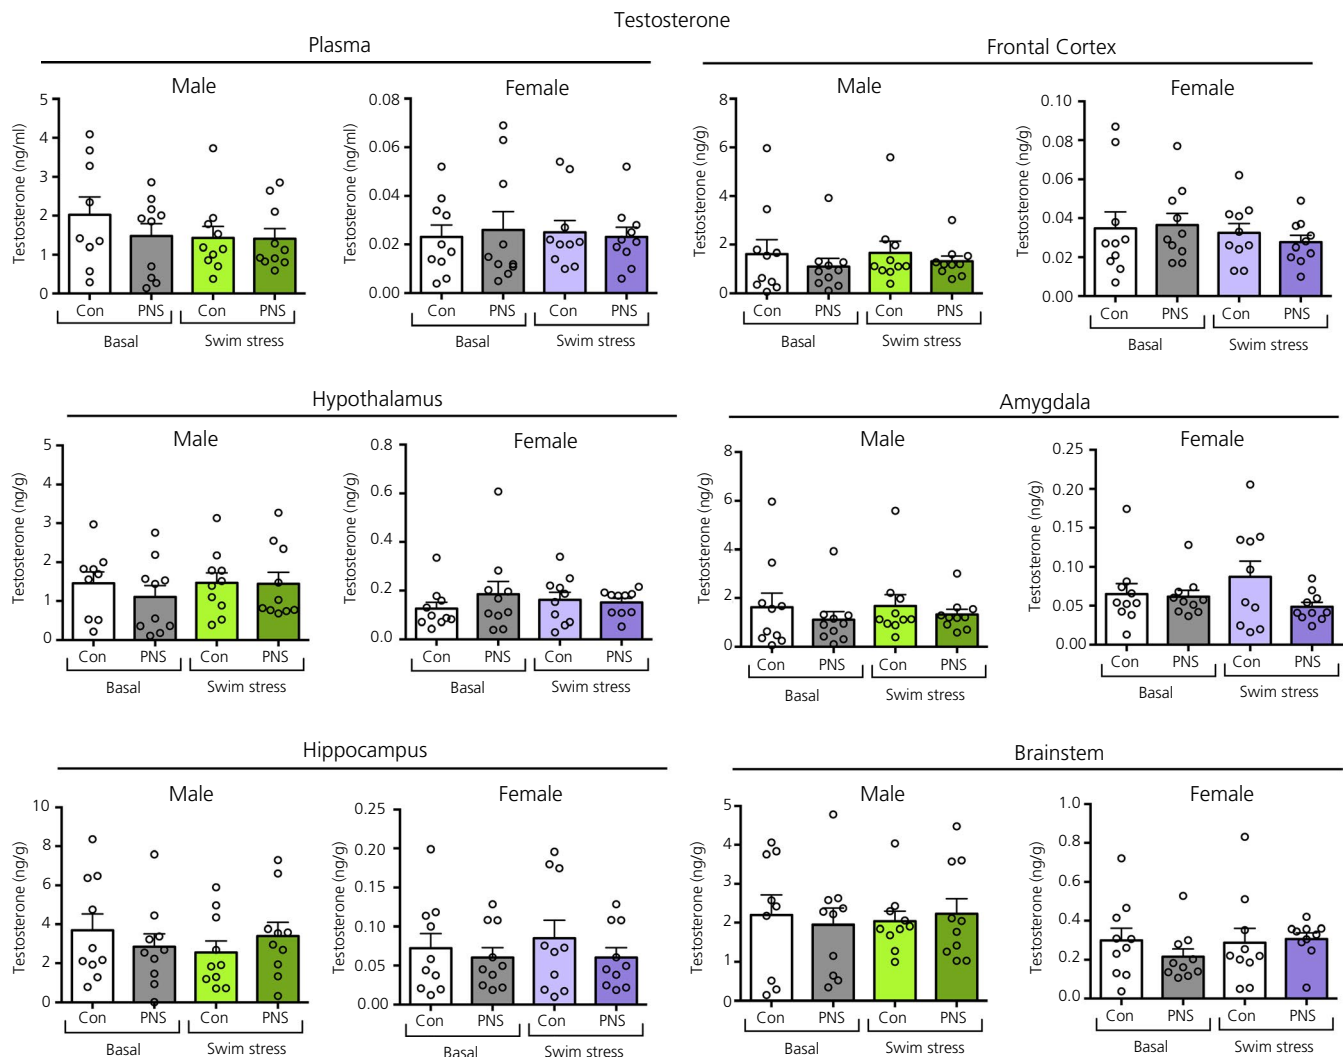 Testosterone
Plasma
Frontal Cortex
Male
Female
Male
Female
Testosterone (ng/ml)
5
4
3
2
1
0
Con PNS Con PNS
Basal Swim stress
Testosterone (ng/ml)
0.08
0.06
0.04
0.02
0.00
Con PNS Con PNS
Basal Swim stress
Testosterone (ng/g)
8
6
4
2
0
Con PNS Con PNS
Basal Swim stress
Testosterone (ng/g)
0.10
0.08
0.06
0.04
0.02
0.00
Con PNS Con PNS
Basal Swim stress
Hypothalamus
Amygdala
Male
Female
Male
Female
Testosterone (ng/g)
5
4
3
2
1
0
Con PNS Con PNS
Basal Swim stress
Testosterone (ng/g)
0.8
0.6
0.4
0.2
0.0
Con PNS Con PNS
Basal Swim stress
Testosterone (ng/g)
8
6
4
2
0
Con PNS Con PNS
Basal Swim stress
Testosterone (ng/g)
0.25
0.20
0.15
0.10
0.05
0.00
Con PNS Con PNS
Basal Swim stress
Hippocampus
Brainstem
Male
Female
Male
Female
Testosterone (ng/g)
10
8
6
4
2
0
Con PNS Con PNS
Basal Swim stress
Testosterone (ng/g)
0.25
0.20
0.15
0.10
0.05
0.00
Con PNS Con PNS
Basal Swim stress
Testosterone (ng/g)
5
4
3
2
1
0
Con PNS Con PNS
Basal Swim stress
Testosterone (ng/g)
1.0
0.8
0.6
0.4
0.2
0.0
Con PNS Con PNS
Basal Swim stress